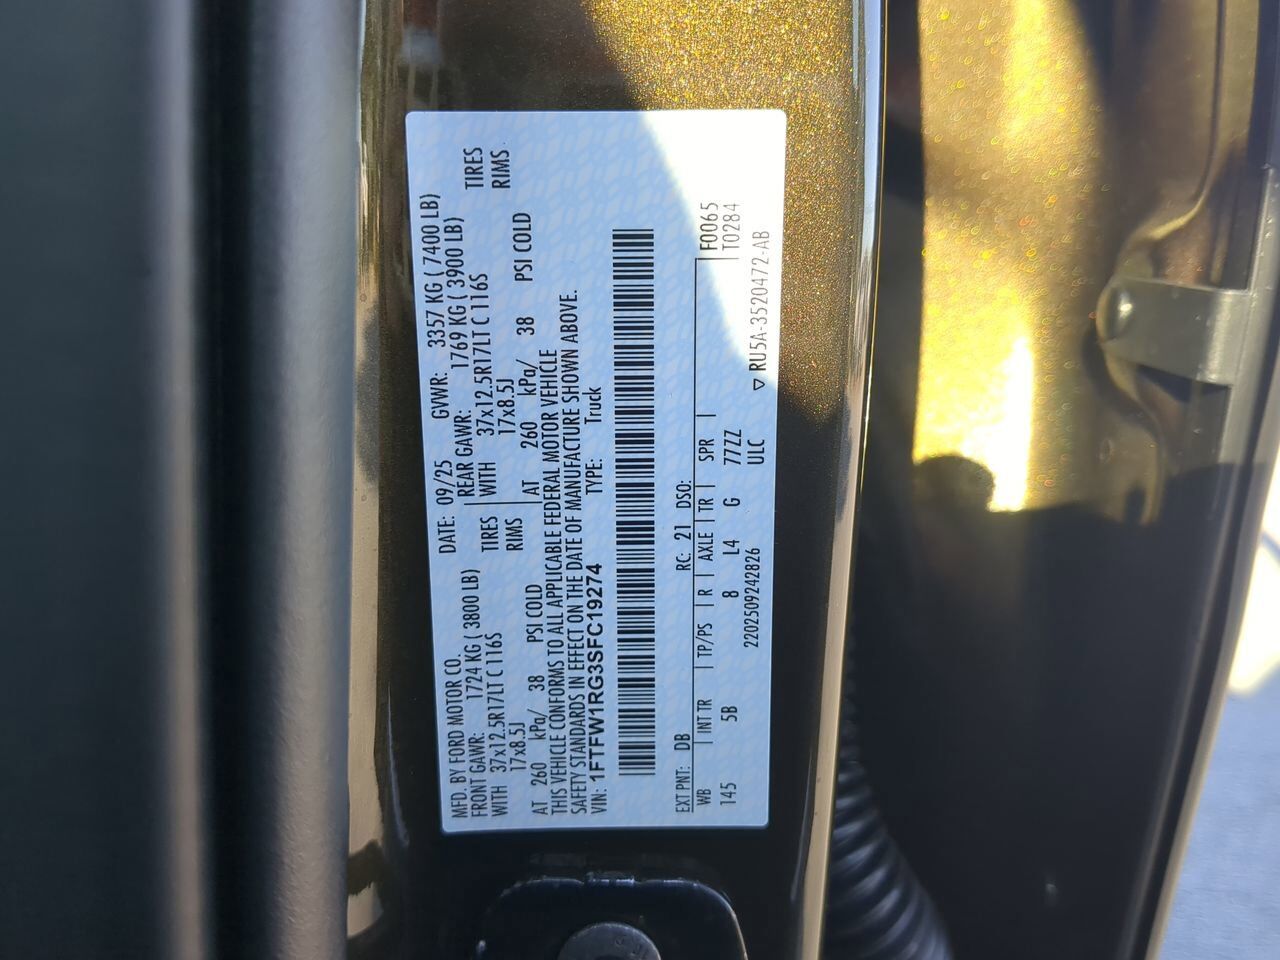 MFD. BY FORD MOTOR CO. DATE: 09/25 GVWR: 3357 KG ( 7400 LB)
FRONT GAWR: 1724 KG ( 3800 LB) REAR GAWR: 1769 KG ( 3900 LB)
WITH 37x12.5R17LT C 116S TIRES WITH 37x12.5R17LT C 116S TIRES
17x8.5J RIMS 17x8.5J RIMS
AT 260 kPa/ 38 PSI COLD AT 260 kPa/ 38 PSI COLD
THIS VEHICLE CONFORMS TO ALL APPLICABLE FEDERAL MOTOR VEHICLE
SAFETY STANDARDS IN EFFECT ON THE DATE OF MANUFACTURE SHOWN ABOVE.
VIN: 1FTFW1RG3SFC19274 TYPE: Truck
EXT PNT: DB RC: 21 DSO: F0065
WB INT TR TP/PS R AXLE TR SPR T0284
145 5B 8 L4 G 77ZZ
2202509242826 ULC ▽ RU5A-3520472-AB